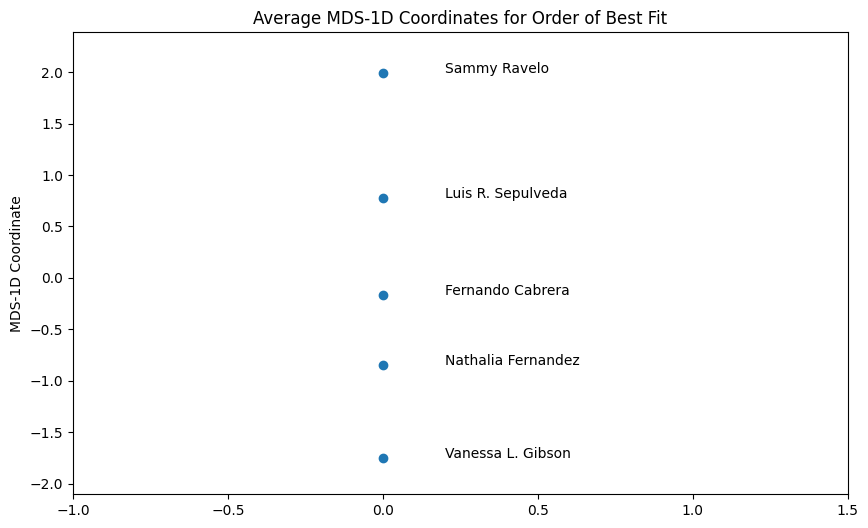 Average MDS-1D Coordinates for Order of Best Fit
MDS-1D Coordinate
2.0
1.5
1.0
0.5
0.0
−0.5
−1.0
−1.5
−2.0
Sammy Ravelo
Luis R. Sepulveda
Fernando Cabrera
Nathalia Fernandez
Vanessa L. Gibson
−1.0 −0.5 0.0 0.5 1.0 1.5